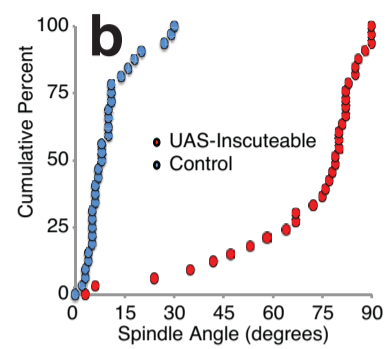 b
100
75
50
25
0
Cumulative Percent
UAS-Inscuteable
Control
0 15 30 45 60 75 90
Spindle Angle (degrees)